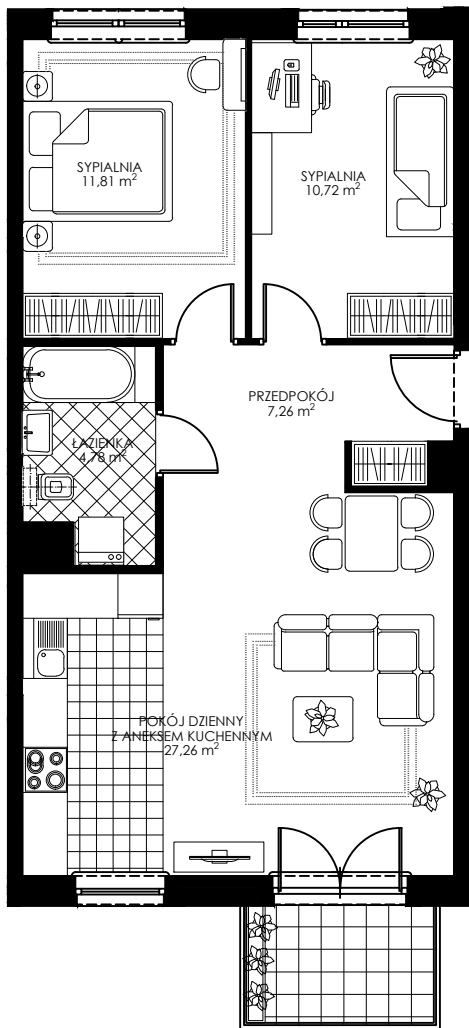 SYPIALNIA
11,81 m²
SYPIALNIA
10,72 m²
PRZEDPOKÓJ
7,26 m²
ŁAZIENKA
4,78 m²
POKÓJ DZIENNY
Z ANEKSEM KUCHENNYM
27,26 m²